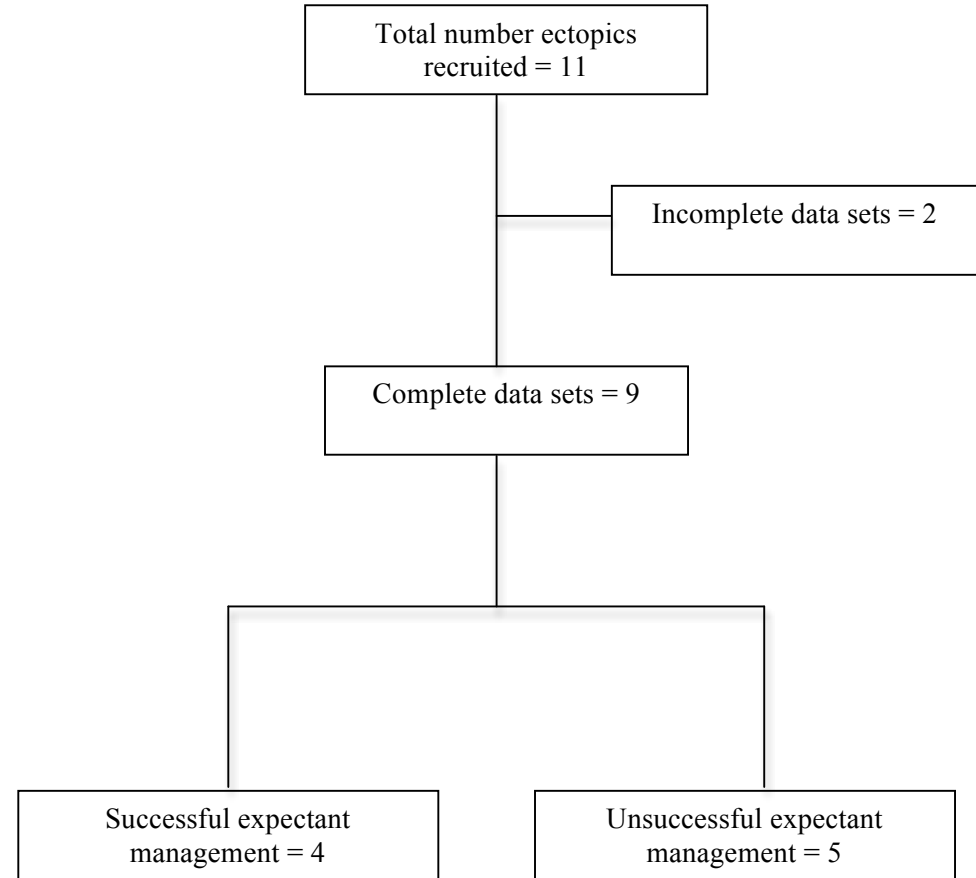 Total number ectopics
recruited = 11
Incomplete data sets = 2
Complete data sets = 9
Successful expectant
management = 4
Unsuccessful expectant
management = 5